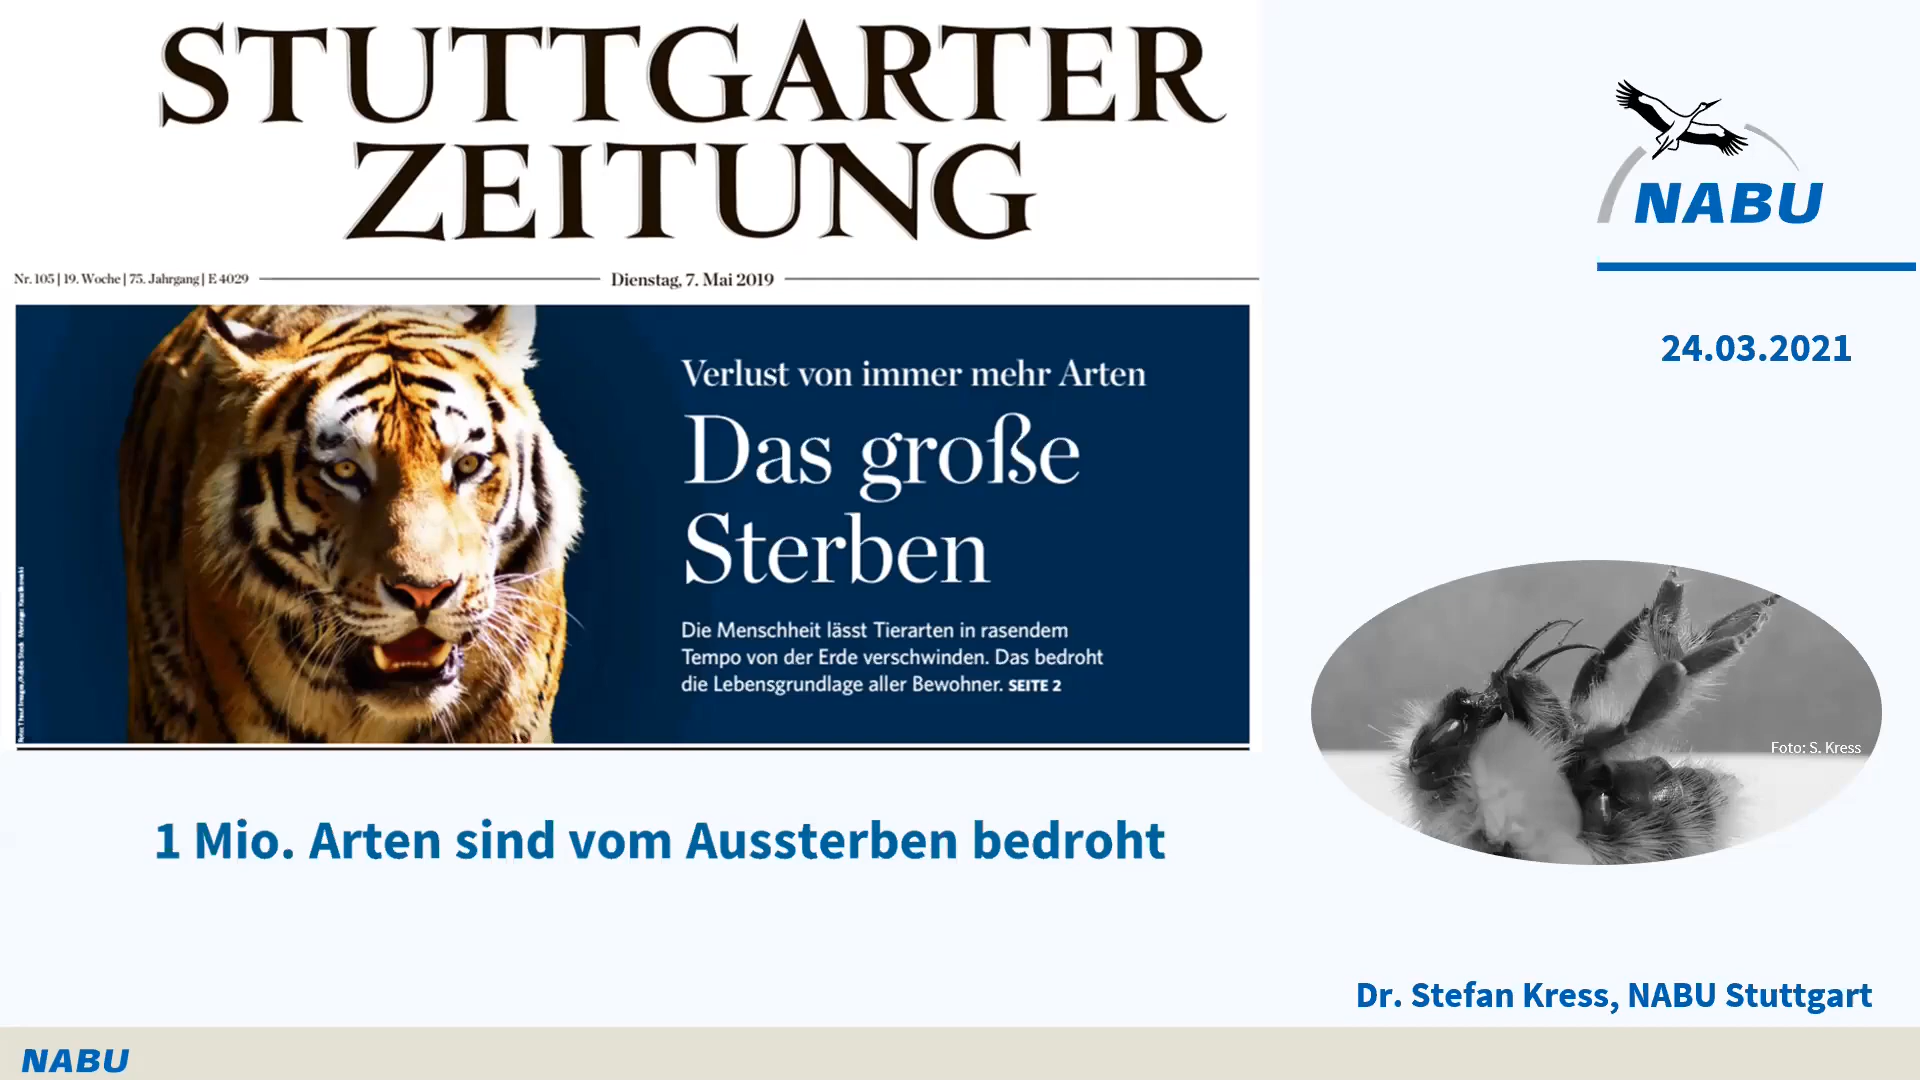 STUTTGARTER
ZEITUNG
Nr. 105 | 19. Woche | 75. Jahrgang | E 4029
Dienstag, 7. Mai 2019
Verlust von immer mehr Arten
Das große
Sterben
Die Menschheit lässt Tierarten in rasendem
Tempo von der Erde verschwinden. Das bedroht
die Lebensgrundlage aller Bewohner. SEITE 2
1 Mio. Arten sind vom Aussterben bedroht
NABU
24.03.2021
Foto: S. Kress
Dr. Stefan Kress, NABU Stuttgart
NABU